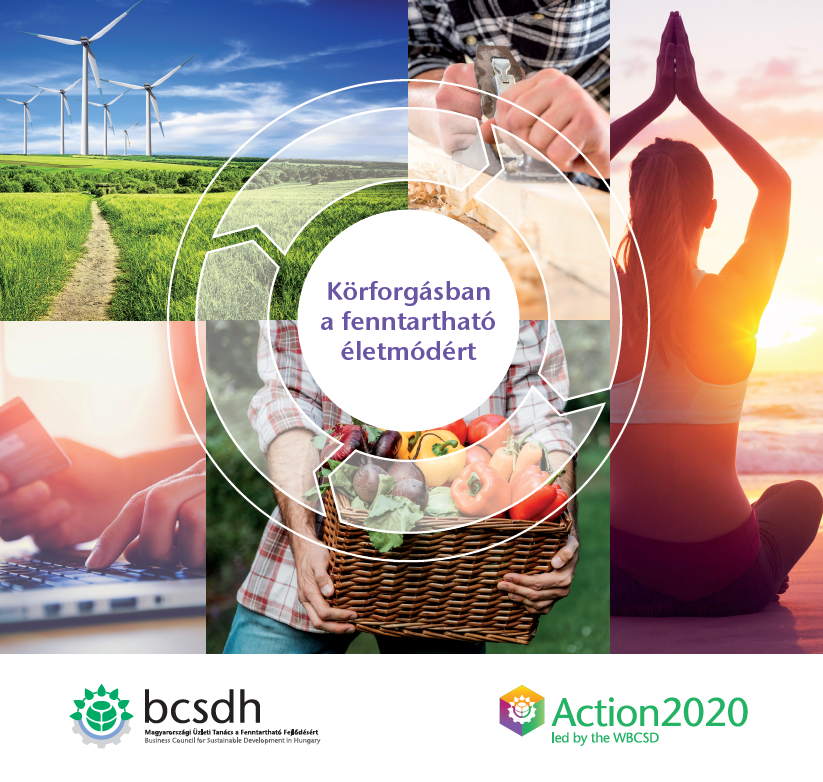 Körforgásban
a fenntartható
életmódért
bcsdh
Magyarországi Üzleti Tanács a Fenntartható Fejlődésért
Business Council for Sustainable Development in Hungary
Action2020
led by the WBCSD